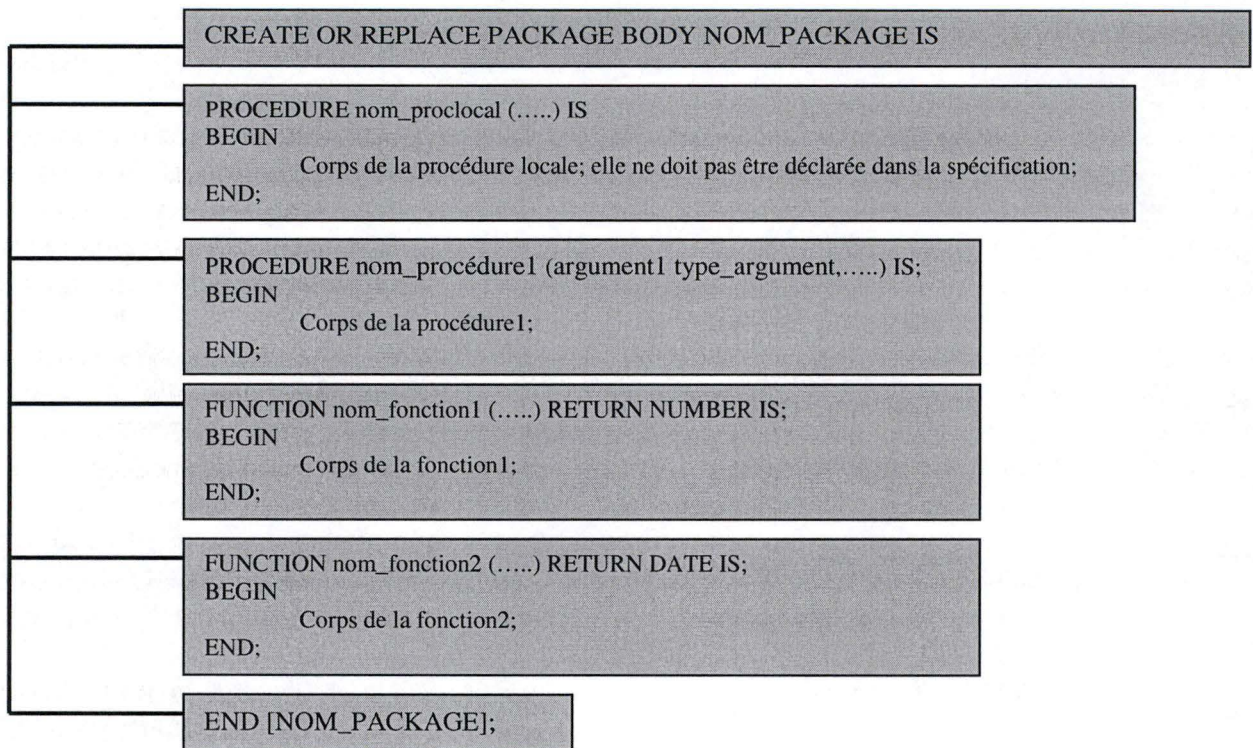 CREATE OR REPLACE PACKAGE BODY NOM_PACKAGE IS
PROCEDURE nom_proclocal (…..) IS
BEGIN
Corps de la procédure locale; elle ne doit pas être déclarée dans la spécification;
END;
PROCEDURE nom_procédure1 (argument1 type_argument,…..) IS;
BEGIN
Corps de la procédure1;
END;
FUNCTION nom_fonction1 (…..) RETURN NUMBER IS;
BEGIN
Corps de la fonction1;
END;
FUNCTION nom_fonction2 (…..) RETURN DATE IS;
BEGIN
Corps de la fonction2;
END;
END [NOM_PACKAGE];